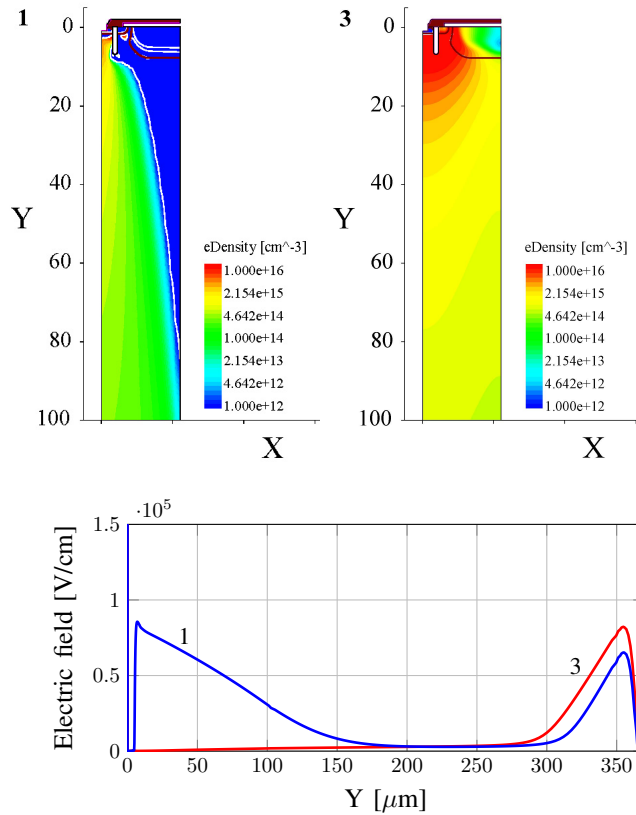 1
3
0
20
40
60
80
100
Y
X
eDensity [cm^-3]
1.000e+16
2.154e+15
4.642e+14
1.000e+14
2.154e+13
4.642e+12
1.000e+12
0
20
40
60
80
100
Y
X
eDensity [cm^-3]
1.000e+16
2.154e+15
4.642e+14
1.000e+14
2.154e+13
4.642e+12
1.000e+12
·10^5
1.5
1
0.5
0
Electric field [V/cm]
1
3
0 50 100 150 200 250 300 350
Y [μm]